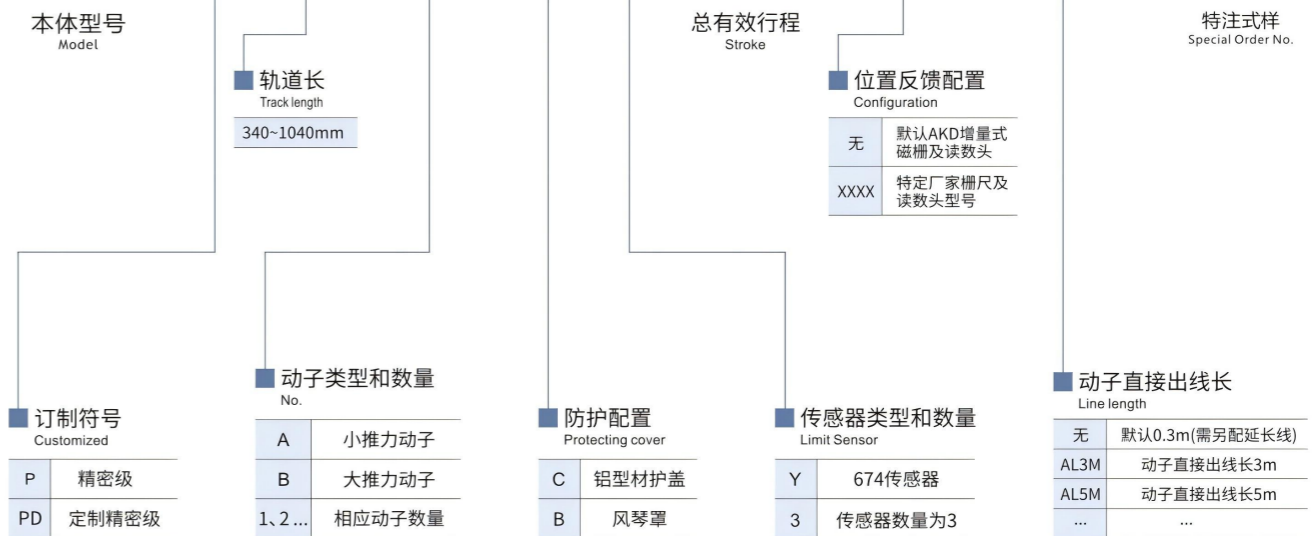 本体型号
Model
总有效行程
Stroke
特注式样
Special Order No.
轨道长
Track length
340~1040mm
位置反馈配置
Configuration
无 默认AKD增量式
磁栅及读数头
XXXX 特定厂家栅尺及
读数头型号
订制符号
Customized
P 精密级
PD 定制精密级
动子类型和数量
No.
A 小推力动子
B 大推力动子
1、2... 相应动子数量
防护配置
Protecting cover
C 铝型材护盖
B 风琴罩
传感器类型和数量
Limit Sensor
Y 674传感器
3 传感器数量为3
动子直接出线长
Line length
无 默认0.3m(需另配延长线)
AL3M 动子直接出线长3m
AL5M 动子直接出线长5m
... ...